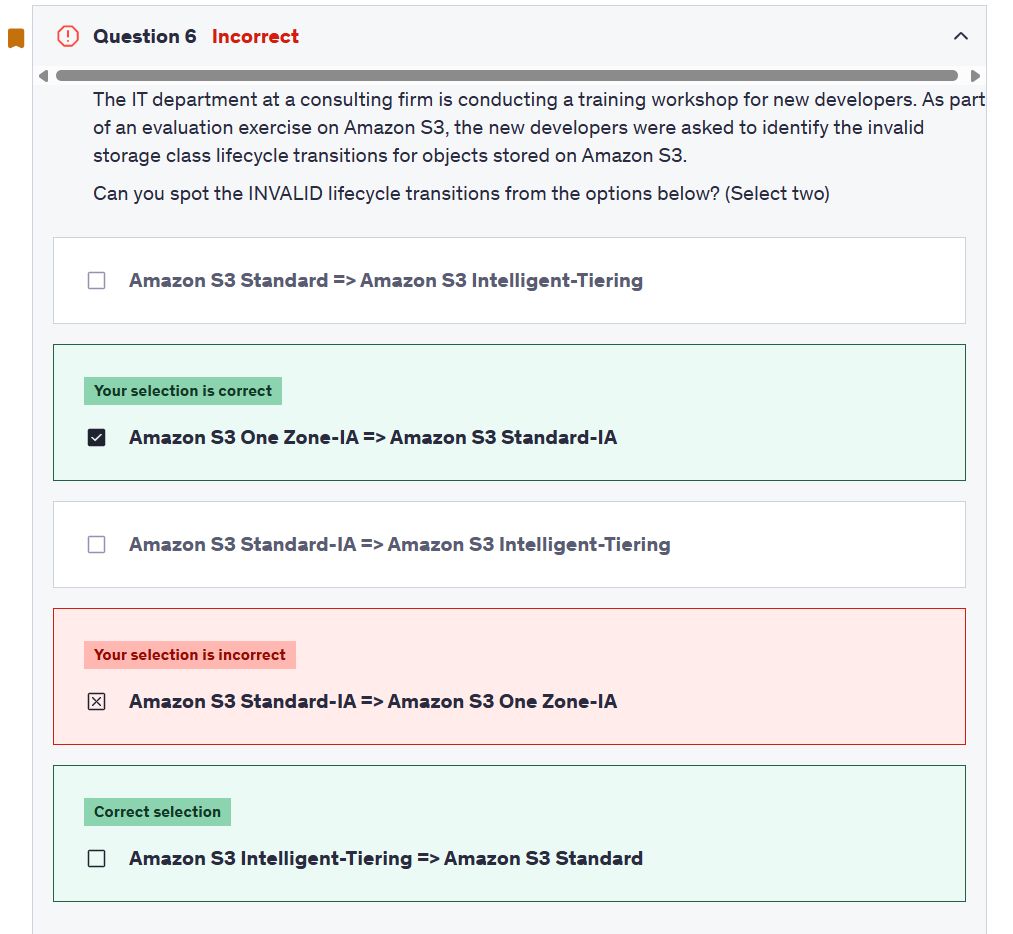 Question 6 Incorrect
The IT department at a consulting firm is conducting a training workshop for new developers. As part
of an evaluation exercise on Amazon S3, the new developers were asked to identify the invalid
storage class lifecycle transitions for objects stored on Amazon S3.
Can you spot the INVALID lifecycle transitions from the options below? (Select two)
Amazon S3 Standard => Amazon S3 Intelligent-Tiering
Your selection is correct
Amazon S3 One Zone-IA => Amazon S3 Standard-IA
Amazon S3 Standard-IA => Amazon S3 Intelligent-Tiering
Your selection is incorrect
Amazon S3 Standard-IA => Amazon S3 One Zone-IA
Correct selection
Amazon S3 Intelligent-Tiering => Amazon S3 Standard